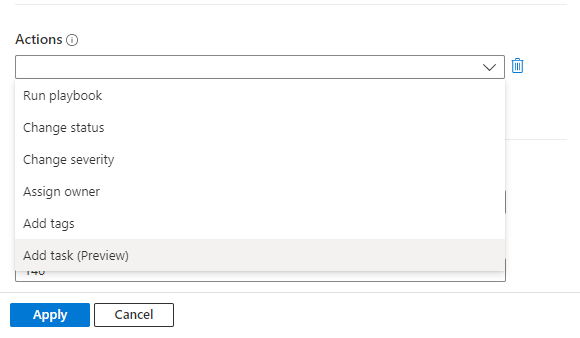 Actions
Run playbook
Change status
Change severity
Assign owner
Add tags
Add task (Preview)
140
Apply
Cancel